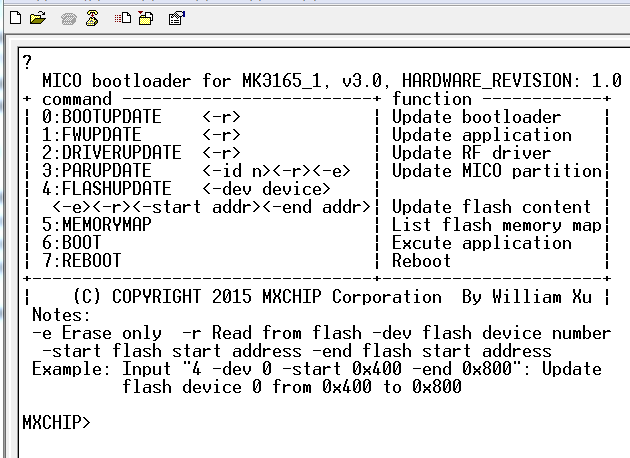 ?
  MICO bootloader for MK3165_1, v3.0, HARDWARE_REVISION: 1.0
+ command -------------------------+ function ------------+
| 0:BOOTUPDATE    <-r>             | Update bootloader    |
| 1:FWUPDATE      <-r>             | Update application   |
| 2:DRIVERUPDATE  <-r>             | Update RF driver     |
| 3:PARUPDATE     <-id n><-r><-e>  | Update MICO partition|
| 4:FLASHUPDATE   <-dev device>    |                      |
|  <-e><-r><-start addr><-end addr>| Update flash content |
| 5:MEMORYMAP                      | List flash memory map|
| 6:BOOT                           | Excute application   |
| 7:REBOOT                         | Reboot               |
+----------------------------------+----------------------+
|    (C) COPYRIGHT 2015 MXCHIP Corporation  By William Xu |
 Notes:
 -e Erase only  -r Read from flash -dev flash device number
  -start flash start address -end flash start address
 Example: Input "4 -dev 0 -start 0x400 -end 0x800": Update
          flash device 0 from 0x400 to 0x800
MXCHIP>